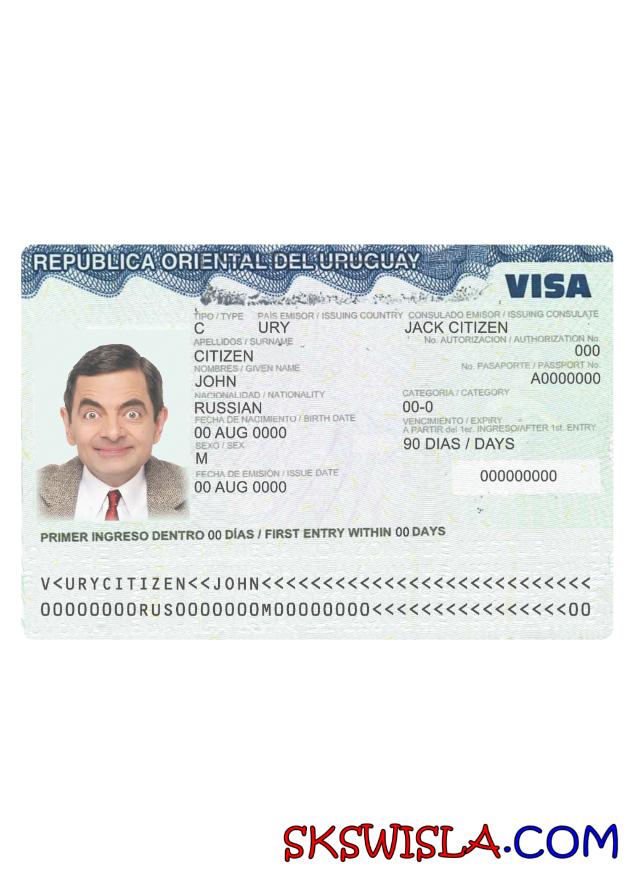 REPÚBLICA ORIENTAL DEL URUGUAY
VISA
TIPO / TYPE PAIS EMISOR / ISSUING COUNTRY CONSULADO EMISOR / ISSUING CONSULATE
C URY JACK CITIZEN
APELLIDOS / SURNAME No. AUTORIZACION / AUTHORIZATION No.
CITIZEN 000
NOMBRES / GIVEN NAME No. PASAPORTE / PASSPORT No.
JOHN A0000000
NACIONALIDAD / NATIONALITY CATEGORIA / CATEGORY
RUSSIAN 00-0
FECHA DE NACIMIENTO / BIRTH DATE VENCIMIENTO / EXPIRY
A PARTIR del 1er. INGRESO/AFTER 1st. ENTRY
00 AUG 0000 90 DIAS / DAYS
SEXO / SEX
M
FECHA DE EMISIÓN / ISSUE DATE 000000000
00 AUG 0000
PRIMER INGRESO DENTRO 00 DÍAS / FIRST ENTRY WITHIN 00 DAYS
V<URYCITIZEN<<JOHN<<<<<<<<<<<<<<<<<<<<<<<<<<
00000000RUS0000000M00000000<<<<<<<<<<<<<<<00
SKSWISLA.COM